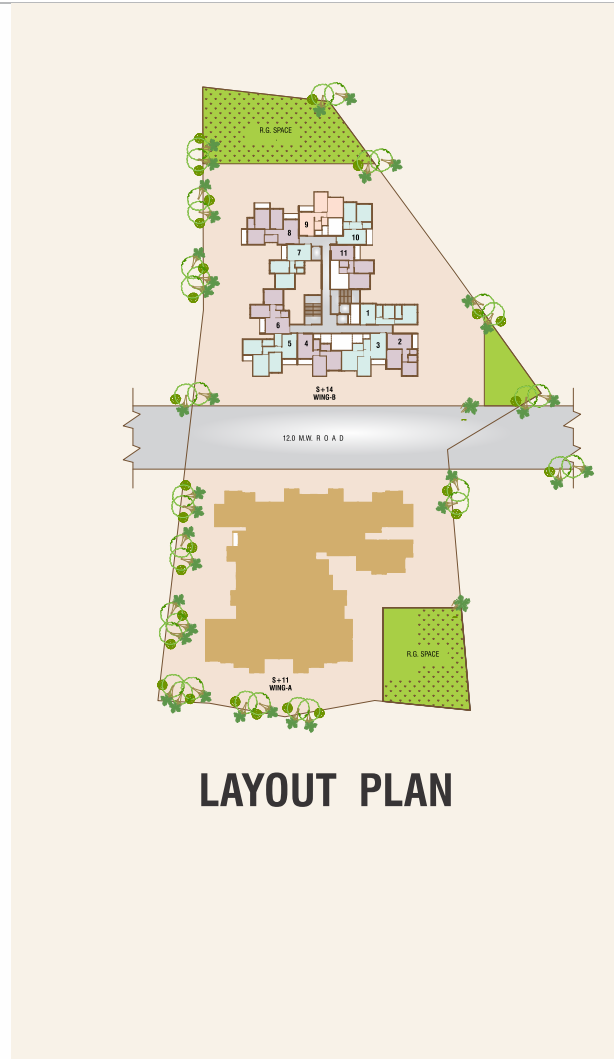 R.G. SPACE
9
8
10
7
11
1
6
5
4
3
2
S+14
WING-B
12.0 M.W. R O A D
R.G. SPACE
S+11
WING-A
LAYOUT PLAN